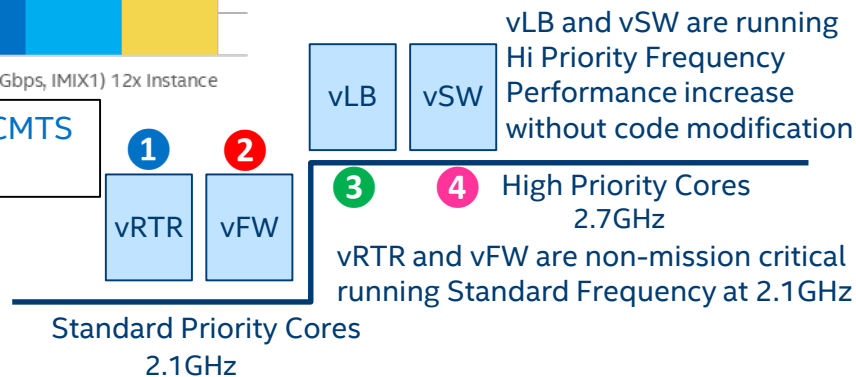 Gbps, IMIX1) 12x Instance
CMTS
1
2
vRTR
vFW
Standard Priority Cores
2.1GHz
vLB
vSW
3
4
vLB and vSW are running
Hi Priority Frequency
Performance increase
without code modification
High Priority Cores
2.7GHz
vRTR and vFW are non-mission critical
running Standard Frequency at 2.1GHz